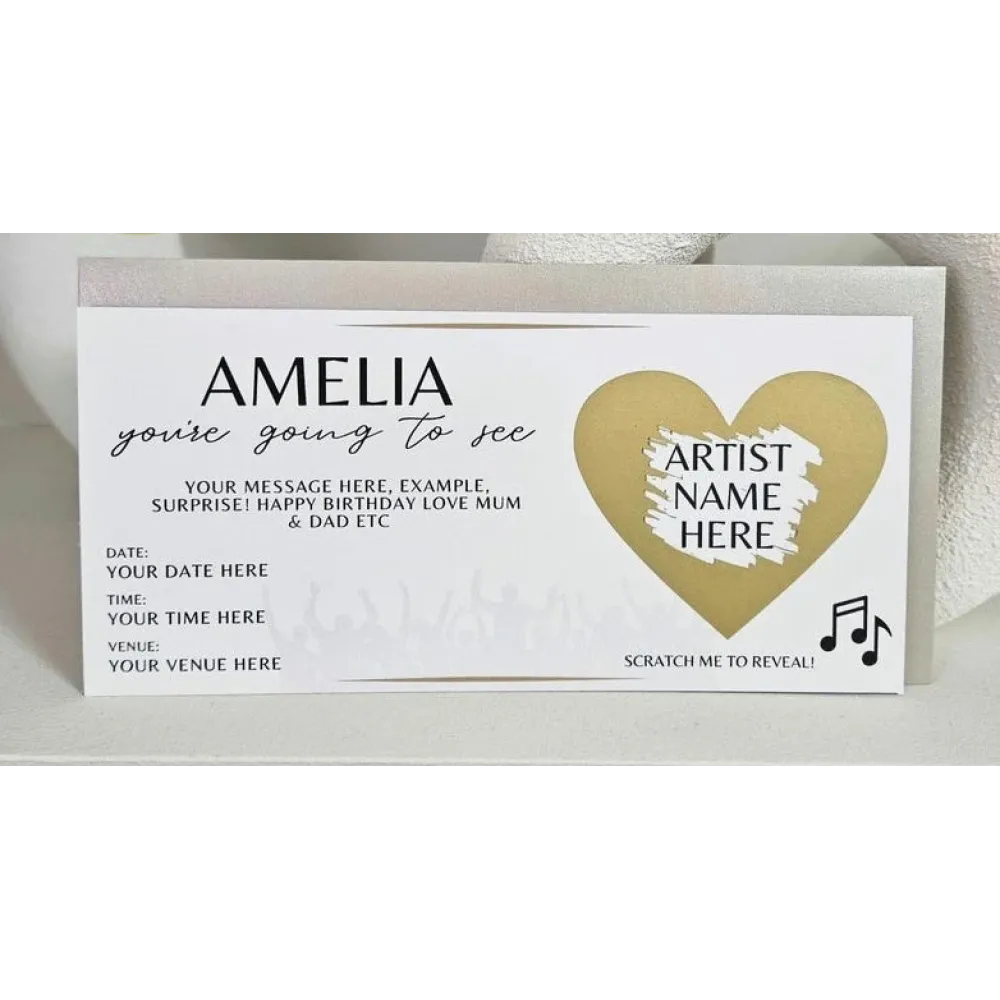 AMELIA
you're going to see
YOUR MESSAGE HERE, EXAMPLE,
SURPRISE! HAPPY BIRTHDAY LOVE MUM
& DAD ETC
DATE:
YOUR DATE HERE
TIME:
YOUR TIME HERE
VENUE:
YOUR VENUE HERE
ARTIST
NAME
HERE
SCRATCH ME TO REVEAL!